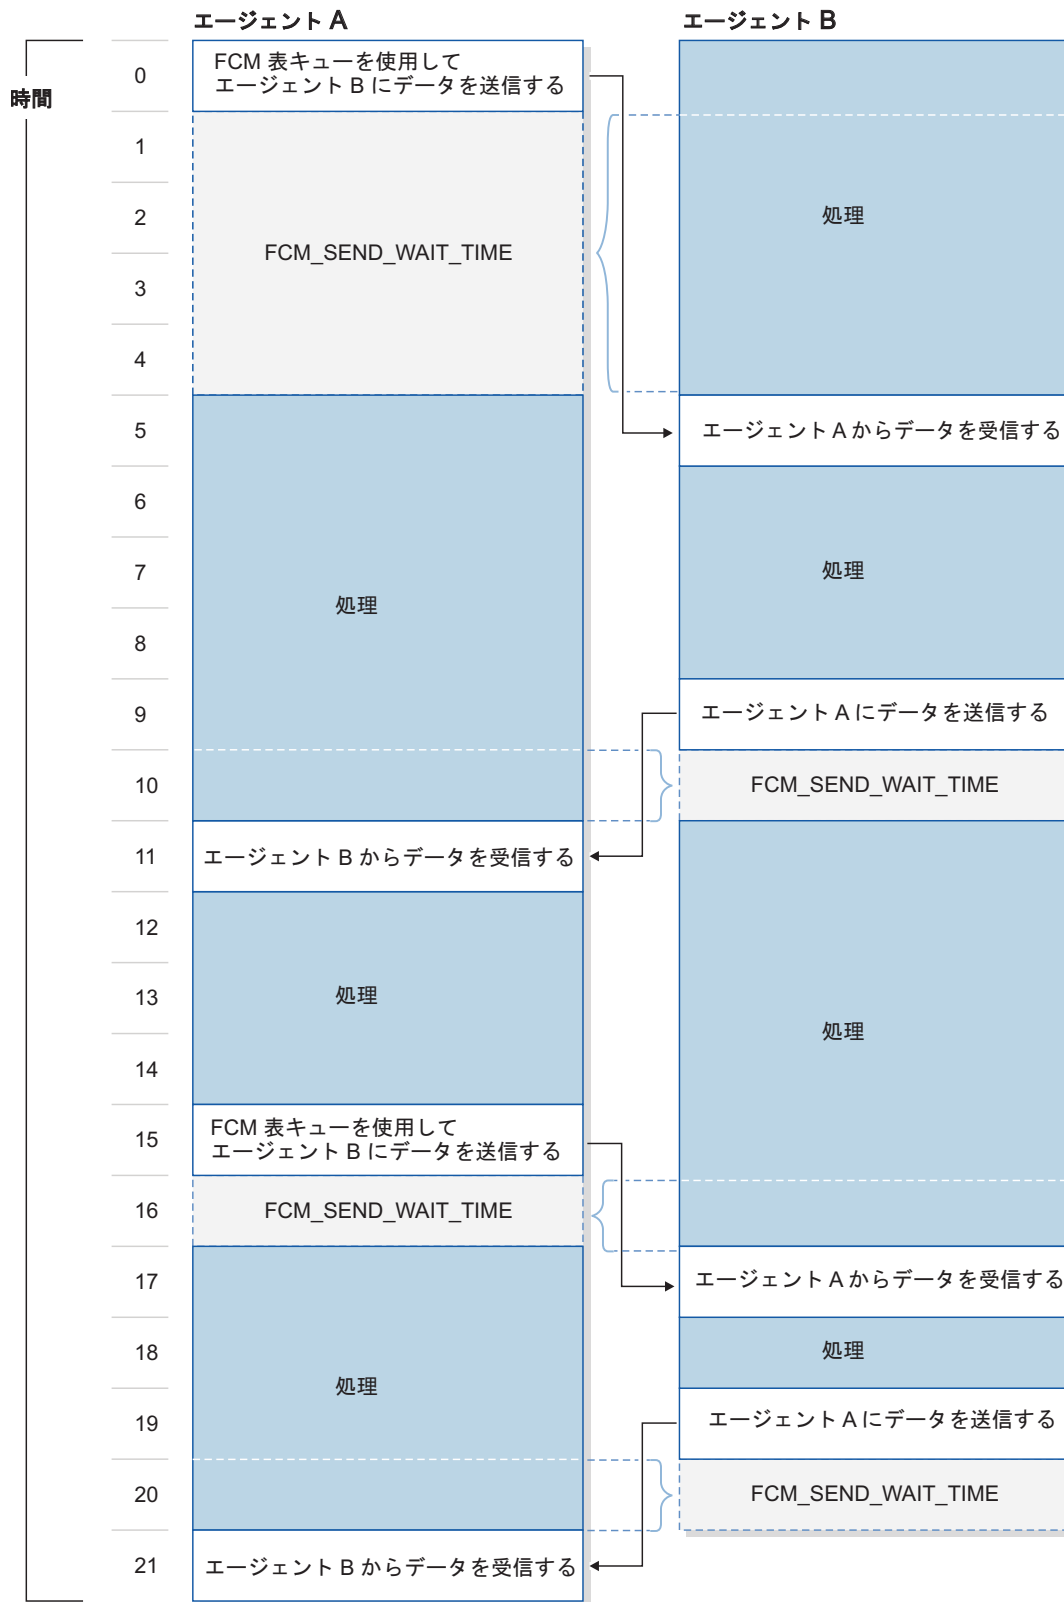 エージェント A
エージェント B
時間
0
FCM 表キューを使用して
エージェント B にデータを送信する
1
2
処理
FCM_SEND_WAIT_TIME
3
4
5
エージェント A からデータを受信する
6
7
処理
処理
8
9
エージェント A にデータを送信する
10
FCM_SEND_WAIT_TIME
11
エージェント B からデータを受信する
12
13
処理
処理
14
15
FCM 表キューを使用して
エージェント B にデータを送信する
16
FCM_SEND_WAIT_TIME
17
エージェント A からデータを受信する
18
処理
処理
19
エージェント A にデータを送信する
20
FCM_SEND_WAIT_TIME
21
エージェント B からデータを受信する